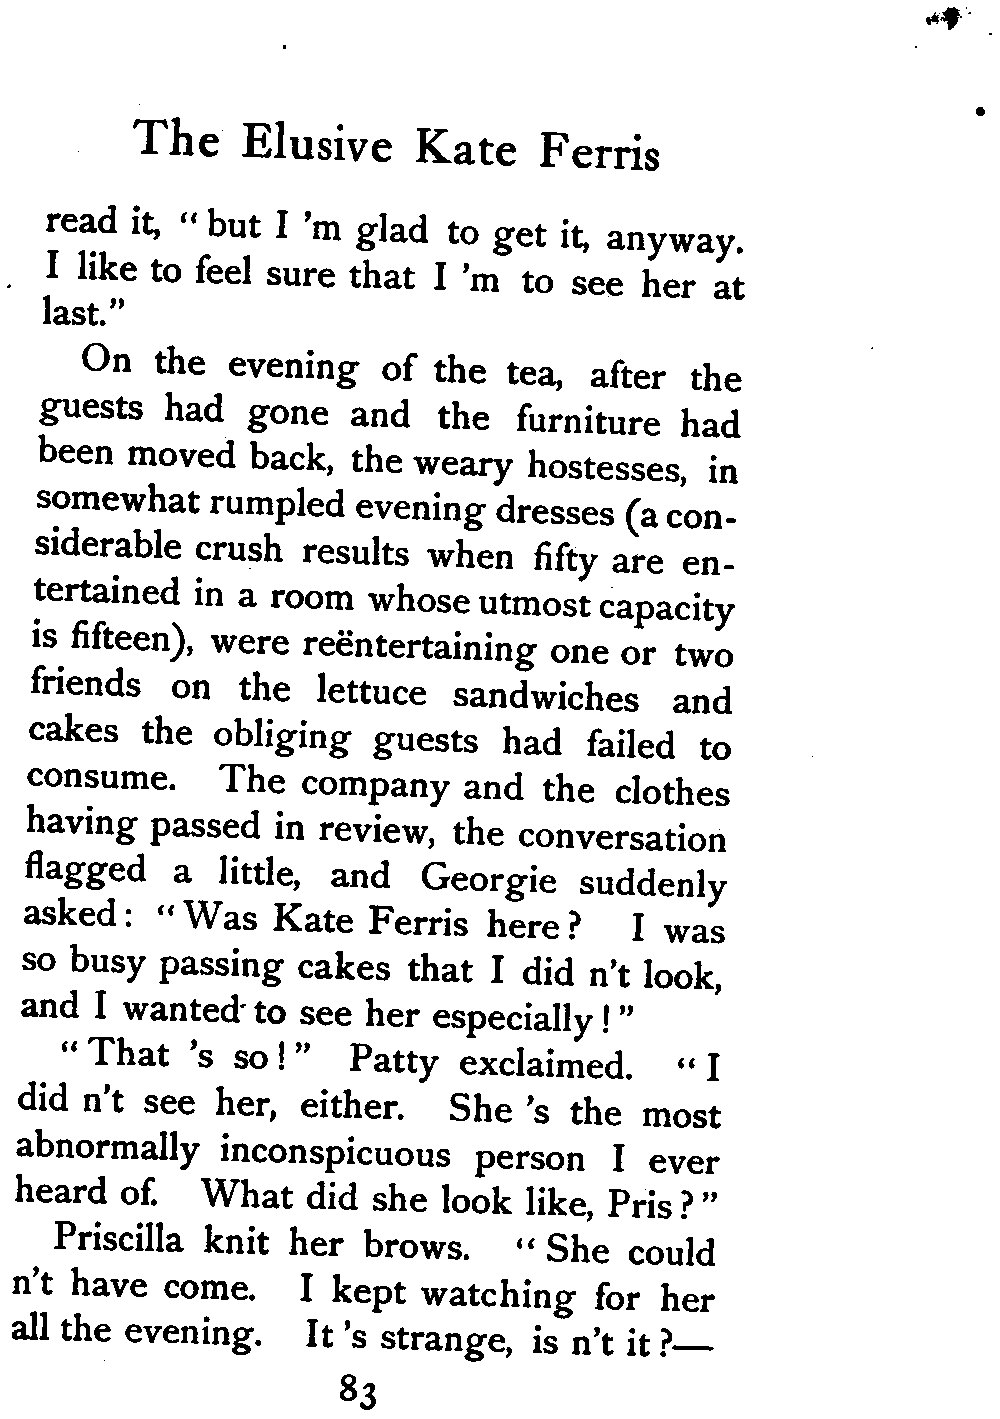 The Elusive Kate Ferris
read it, “but I ’m glad to get it, anyway.
I like to feel sure that I ’m to see her at
last.”
On the evening of the tea, after the
guests had gone and the furniture had
been moved back, the weary hostesses, in
somewhat rumpled evening dresses (a con-
siderable crush results when fifty are en-
tertained in a room whose utmost capacity
is fifteen), were reëntertaining one or two
friends on the lettuce sandwiches and
cakes the obliging guests had failed to
consume. The company and the clothes
having passed in review, the conversation
flagged a little, and Georgie suddenly
asked: “Was Kate Ferris here? I was
so busy passing cakes that I did n’t look,
and I wanted to see her especially!”
“That ’s so!” Patty exclaimed. “I
did n’t see her, either. She ’s the most
abnormally inconspicuous person I ever
heard of. What did she look like, Pris?”
Priscilla knit her brows. “She could
n’t have come. I kept watching for her
all the evening. It ’s strange, is n’t it?—
83